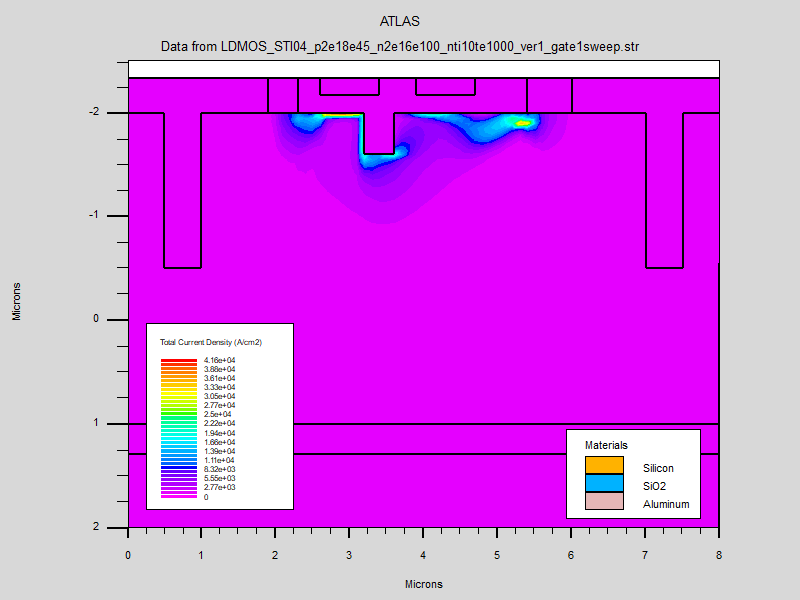 ATLAS
Data from LDMOS_STI04_p2e18e45_n2e16e100_nti10te1000_ver1_gate1sweep.str
-2
-1
0
1
2
Microns
Total Current Density (A/cm2)
4.16e+04
3.88e+04
3.61e+04
3.33e+04
3.05e+04
2.77e+04
2.5e+04
2.22e+04
1.94e+04
1.66e+04
1.39e+04
1.11e+04
8.32e+03
5.55e+03
2.77e+03
0
Materials
Silicon
SiO2
Aluminum
0 1 2 3 4 5 6 7 8
Microns